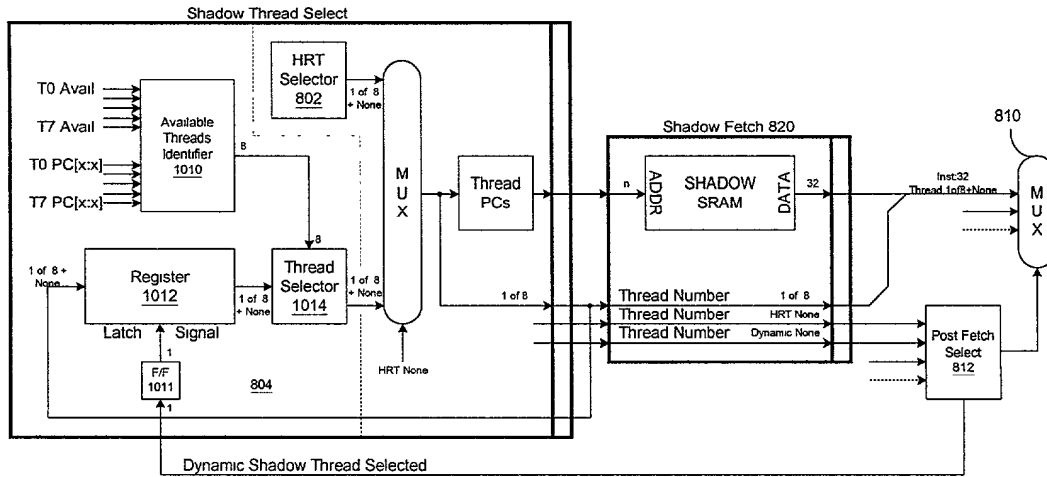 Shadow Thread Select
HRT
Selector
802
1 of 8
+ None
T0 Avail
T7 Avail
T0 PC[x:x]
T7 PC[x:x]
Available
Threads
Identifier
1010
8
8
M
U
X
Thread
PCs
Shadow Fetch 820
n
ADDR
SHADOW
SRAM
DATA
32
Inst:32
Thread.1of8+None
810
M
U
X
1 of 8 +
None
Register
1012
Latch
Signal
1 of 8
+ None
Thread
Selector
1014
1 of 8
+ None
1 of 8
Thread Number
1 of 8
Thread Number
HRT None
Thread Number
Dynamic None
Post Fetch
Select
812
1
F/F
1011
1
804
HRT None
Dynamic Shadow Thread Selected